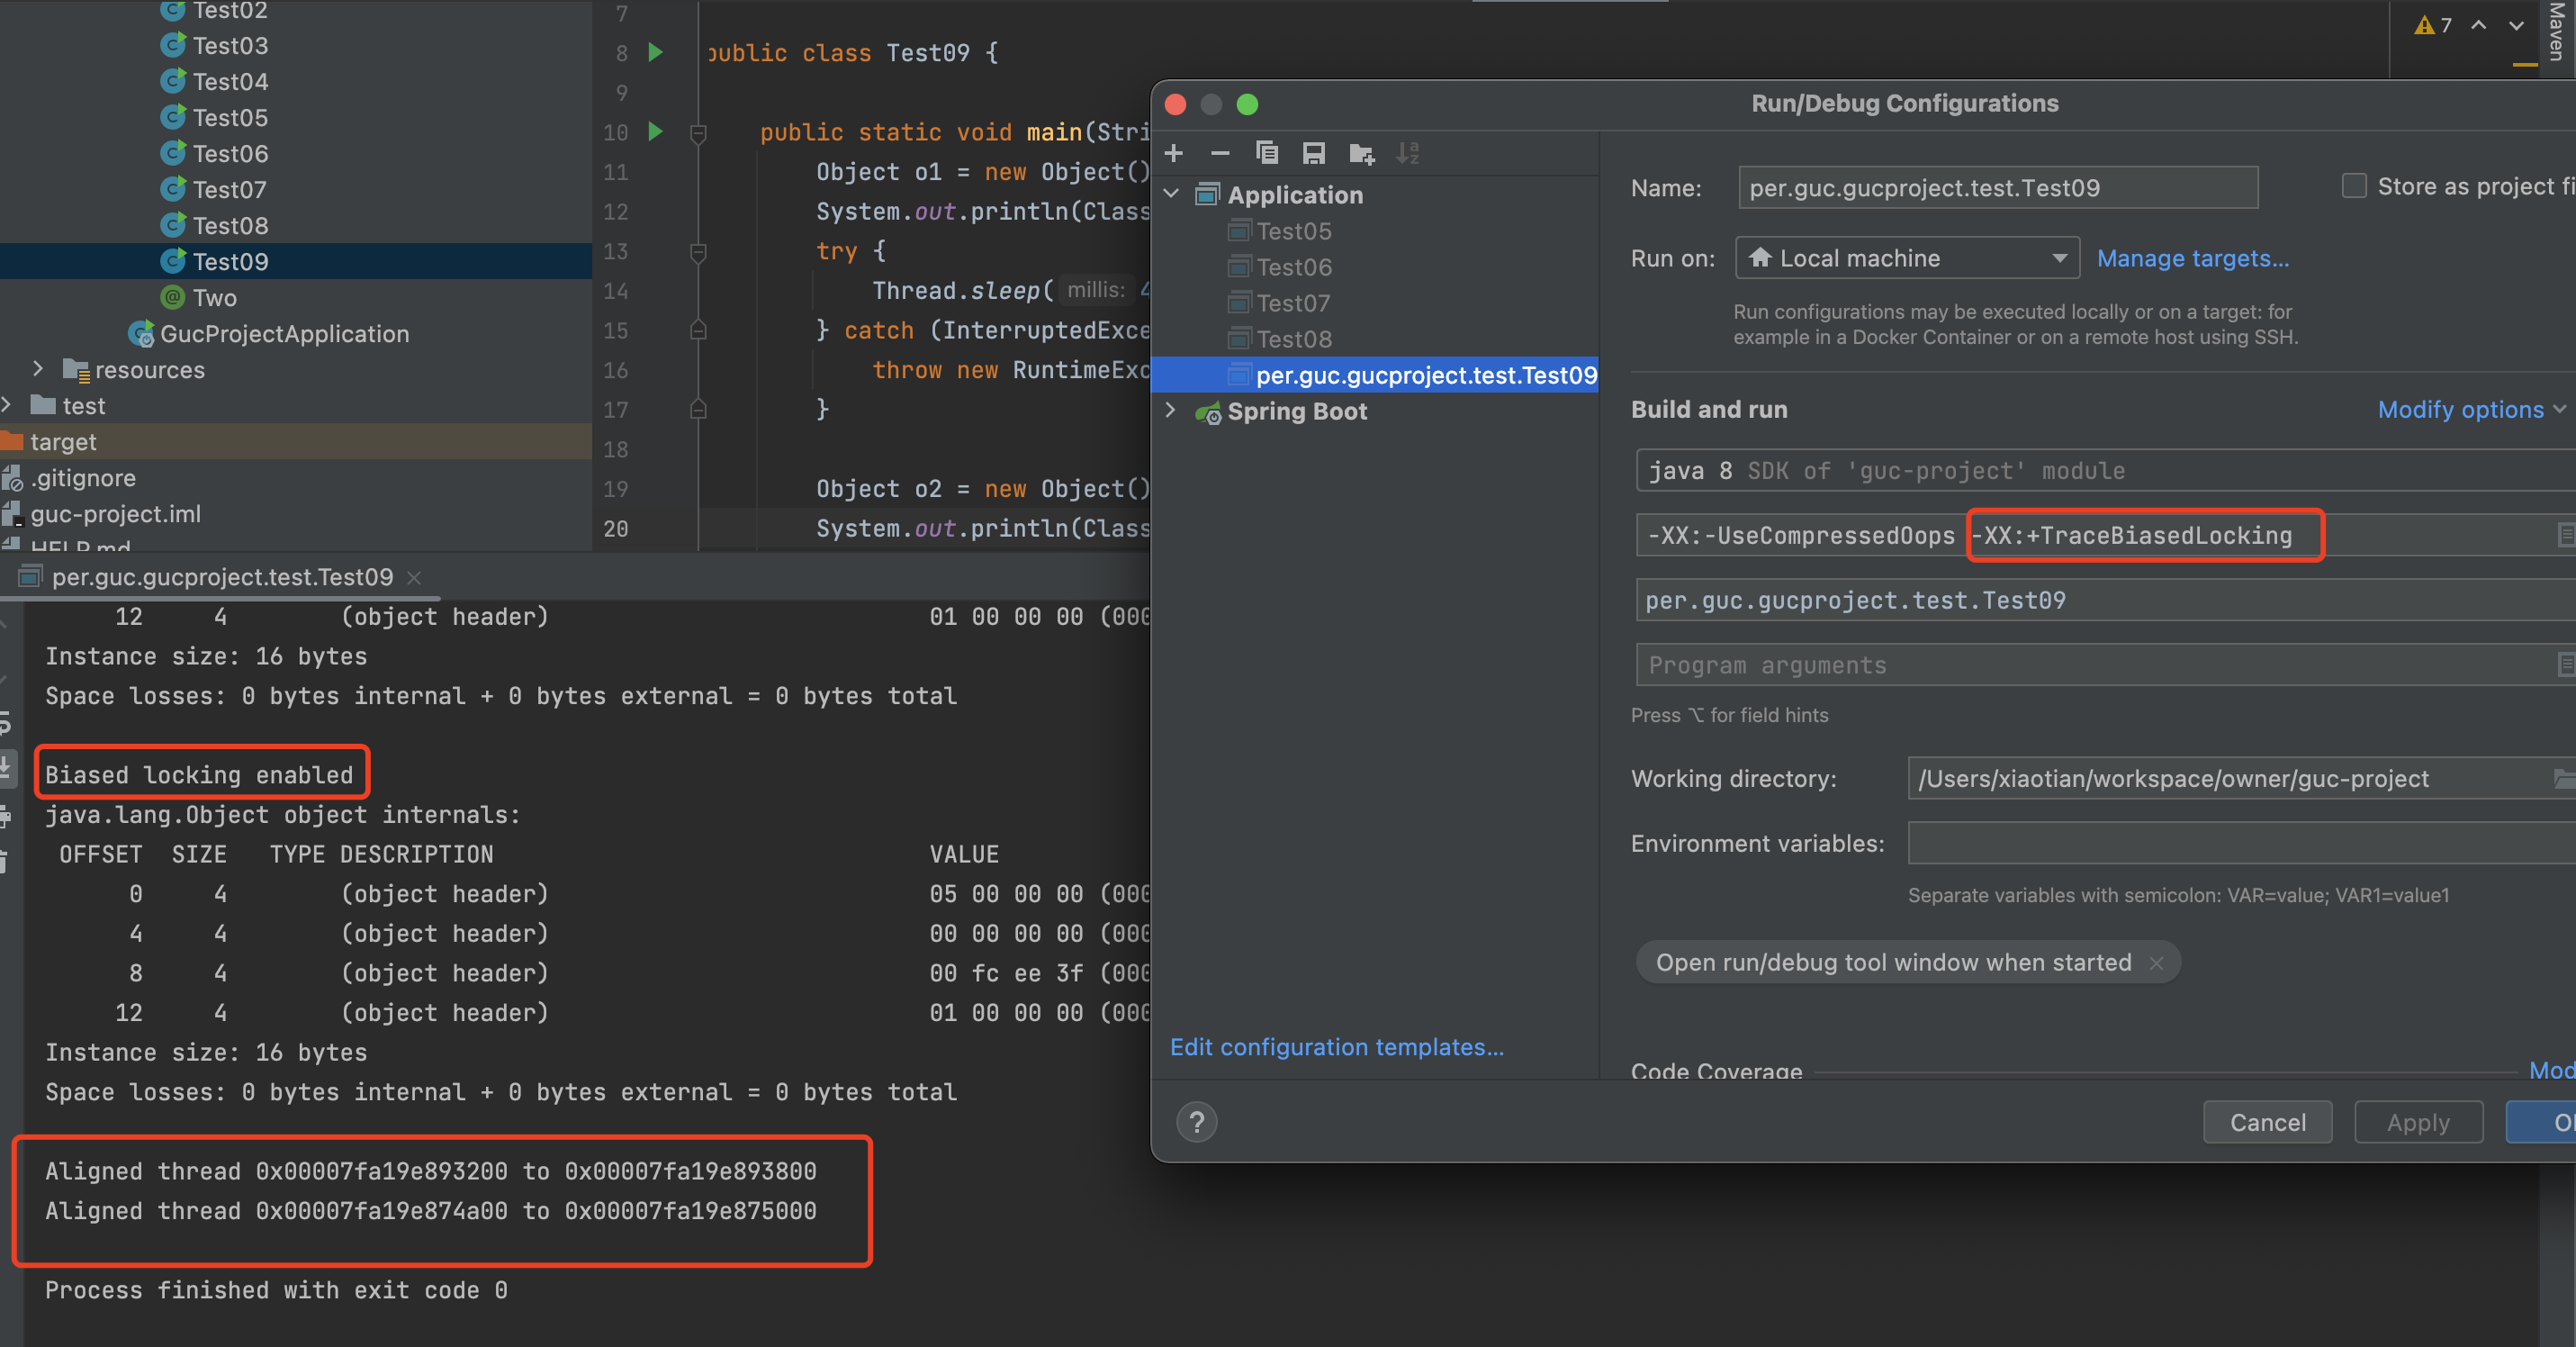 Test02
Test03
Test04
Test05
Test06
Test07
Test08
Test09
Two
GucProjectApplication
resources
test
target
.gitignore
guc-project.iml
HELP.md
7
8 public class Test09 {
9
10 public static void main(Stri
11 Object o1 = new Object()
12 System.out.println(Class
13 try {
14 Thread.sleep( millis: 4
15 } catch (InterruptedExce
16 throw new RuntimeExc
17 }
18
19 Object o2 = new Object()
20 System.out.println(Class
7
Maven
per.guc.gucproject.test.Test09
12 4 (object header) 01 00 00 00 (000
Instance size: 16 bytes
Space losses: 0 bytes internal + 0 bytes external = 0 bytes total
Biased locking enabled
java.lang.Object object internals:
OFFSET SIZE TYPE DESCRIPTION VALUE
0 4 (object header) 05 00 00 00 (000
4 4 (object header) 00 00 00 00 (000
8 4 (object header) 00 fc ee 3f (000
12 4 (object header) 01 00 00 00 (000
Instance size: 16 bytes
Space losses: 0 bytes internal + 0 bytes external = 0 bytes total
Aligned thread 0x00007fa19e893200 to 0x00007fa19e893800
Aligned thread 0x00007fa19e874a00 to 0x00007fa19e875000
Process finished with exit code 0
Run/Debug Configurations
Application
Test05
Test06
Test07
Test08
per.guc.gucproject.test.Test09
Spring Boot
Edit configuration templates...
Name: per.guc.gucproject.test.Test09
Store as project fi
Run on: Local machine Manage targets...
Run configurations may be executed locally or on a target: for
example in a Docker Container or on a remote host using SSH.
Build and run Modify options
java 8 SDK of 'guc-project' module
-XX:-UseCompressedOops -XX:+TraceBiasedLocking
per.guc.gucproject.test.Test09
Program arguments
Press ⌥ for field hints
Working directory: /Users/xiaotian/workspace/owner/guc-project
Environment variables:
Separate variables with semicolon: VAR=value; VAR1=value1
Open run/debug tool window when started
Code Coverage Mod
? Cancel Apply O